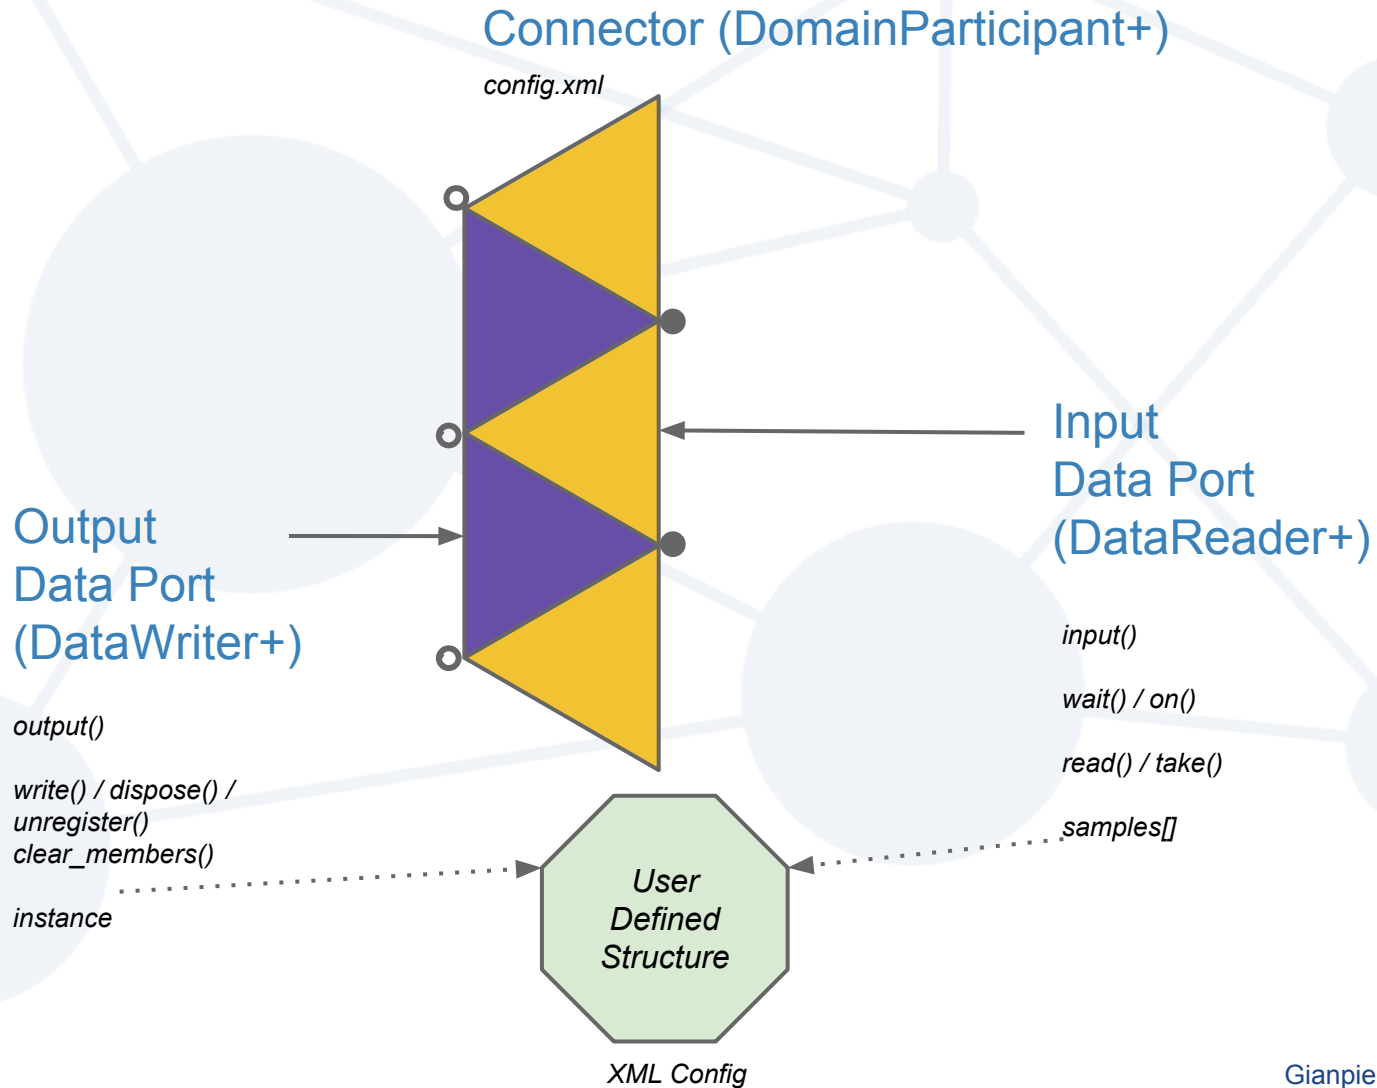 Connector (DomainParticipant+)
config.xml
Output
Data Port
(DataWriter+)
output()
write() / dispose() /
unregister()
clear_members()
instance
Input
Data Port
(DataReader+)
input()
wait() / on()
read() / take()
samples[]
User
Defined
Structure
XML Config
Gianpie